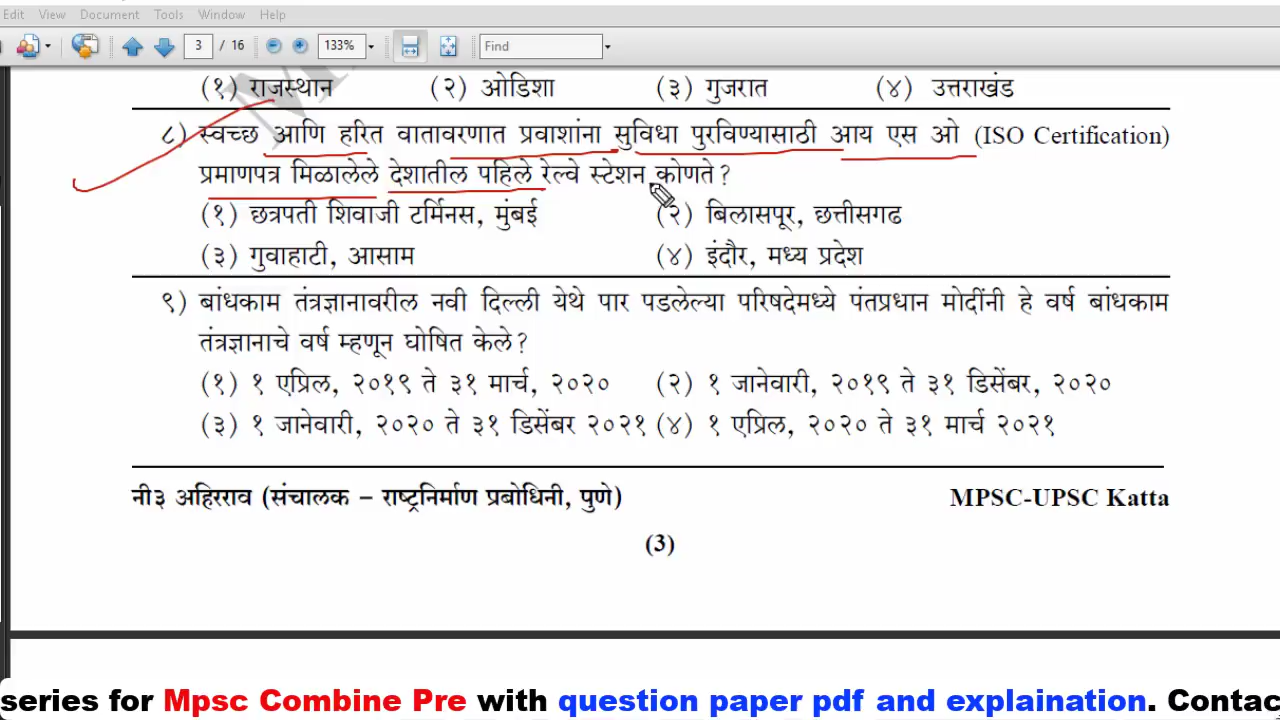 Edit View Document Tools Window Help
3 / 16 133% Find
(१) राजस्थान (२) ओडिशा (३) गुजरात (४) उत्तराखंड
८) स्वच्छ आणि हरित वातावरणात प्रवाशांना सुविधा पुरविण्यासाठी आय एस ओ (ISO Certification)
प्रमाणपत्र मिळालेले देशातील पहिले रेल्वे स्टेशन कोणते?
(१) छत्रपती शिवाजी टर्मिनस, मुंबई (२) बिलासपूर, छत्तीसगढ
(३) गुवाहाटी, आसाम (४) इंदौर, मध्य प्रदेश
९) बांधकाम तंत्रज्ञानावरील नवी दिल्ली येथे पार पडलेल्या परिषदेमध्ये पंतप्रधान मोदींनी हे वर्ष बांधकाम
तंत्रज्ञानाचे वर्ष म्हणून घोषित केले?
(१) १ एप्रिल, २०१९ ते ३१ मार्च, २०२० (२) १ जानेवारी, २०१९ ते ३१ डिसेंबर, २०२०
(३) १ जानेवारी, २०२० ते ३१ डिसेंबर २०२१ (४) १ एप्रिल, २०२० ते ३१ मार्च २०२१
नी३ अहिरराव (संचालक – राष्ट्रनिर्माण प्रबोधिनी, पुणे) MPSC-UPSC Katta
(3)
series for Mpsc Combine Pre with question paper pdf and explaination. Contac